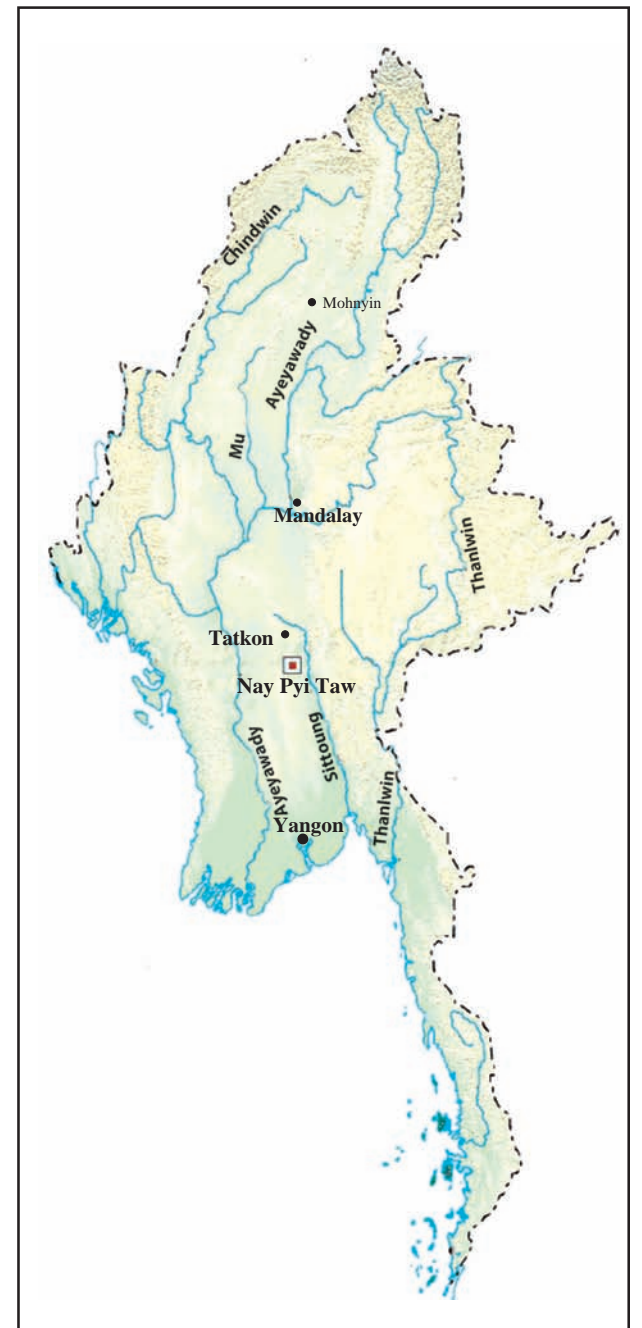 Chindwin
Mohnyin
Ayeyawady
Mu
Mandalay
Thanlwin
Tatkon
Nay Pyi Taw
Sittoung
Ayeyawady
Thanlwin
Yangon